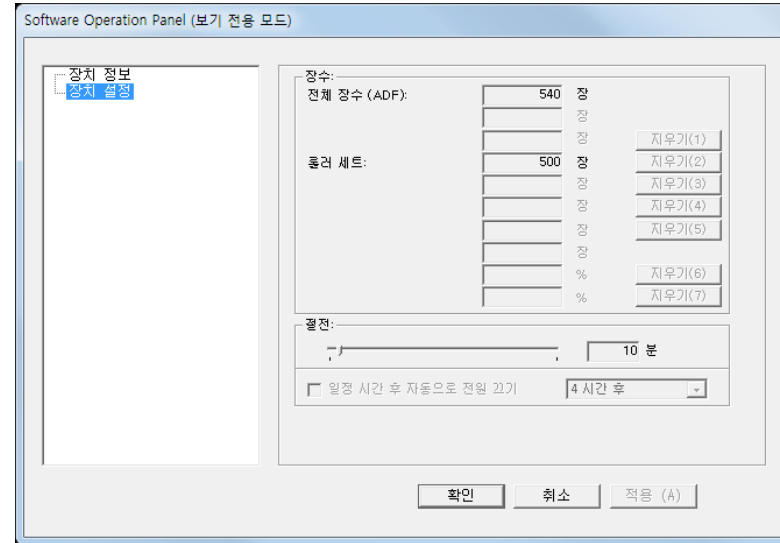 Software Operation Panel (보기 전용 모드)
장치 정보
장치 설정
장수:
전체 장수 (ADF): 540 장
장
장 지우기(1)
롤러 세트: 500 장 지우기(2)
장 지우기(3)
장 지우기(4)
장 지우기(5)
장
% 지우기(6)
% 지우기(7)
절전:
10 분
일정 시간 후 자동으로 전원 끄기 4 시간 후
확인 취소 적용 (A)